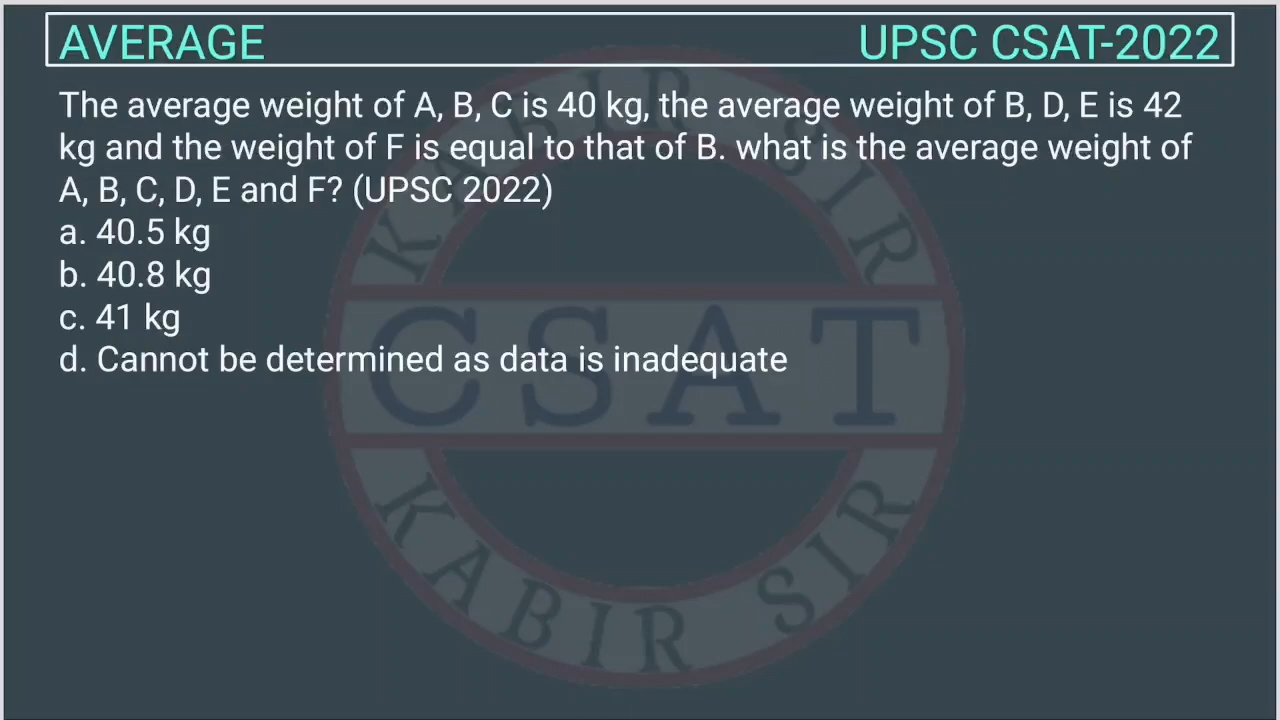 AVERAGE UPSC CSAT-2022
The average weight of A, B, C is 40 kg, the average weight of B, D, E is 42
kg and the weight of F is equal to that of B. what is the average weight of
A, B, C, D, E and F? (UPSC 2022)
a. 40.5 kg
b. 40.8 kg
c. 41 kg
d. Cannot be determined as data is inadequate
KABIR SIR
CSAT
KABIR SIR